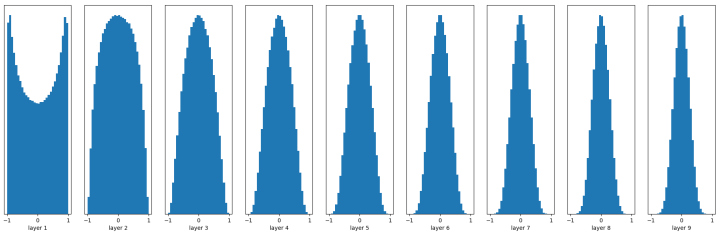 −1 0 1 −1 0 1 −1 0 1 −1 0 1 −1 0 1 −1 0 1 −1 0 1 −1 0 1 −1 0 1
layer 1 layer 2 layer 3 layer 4 layer 5 layer 6 layer 7 layer 8 layer 9